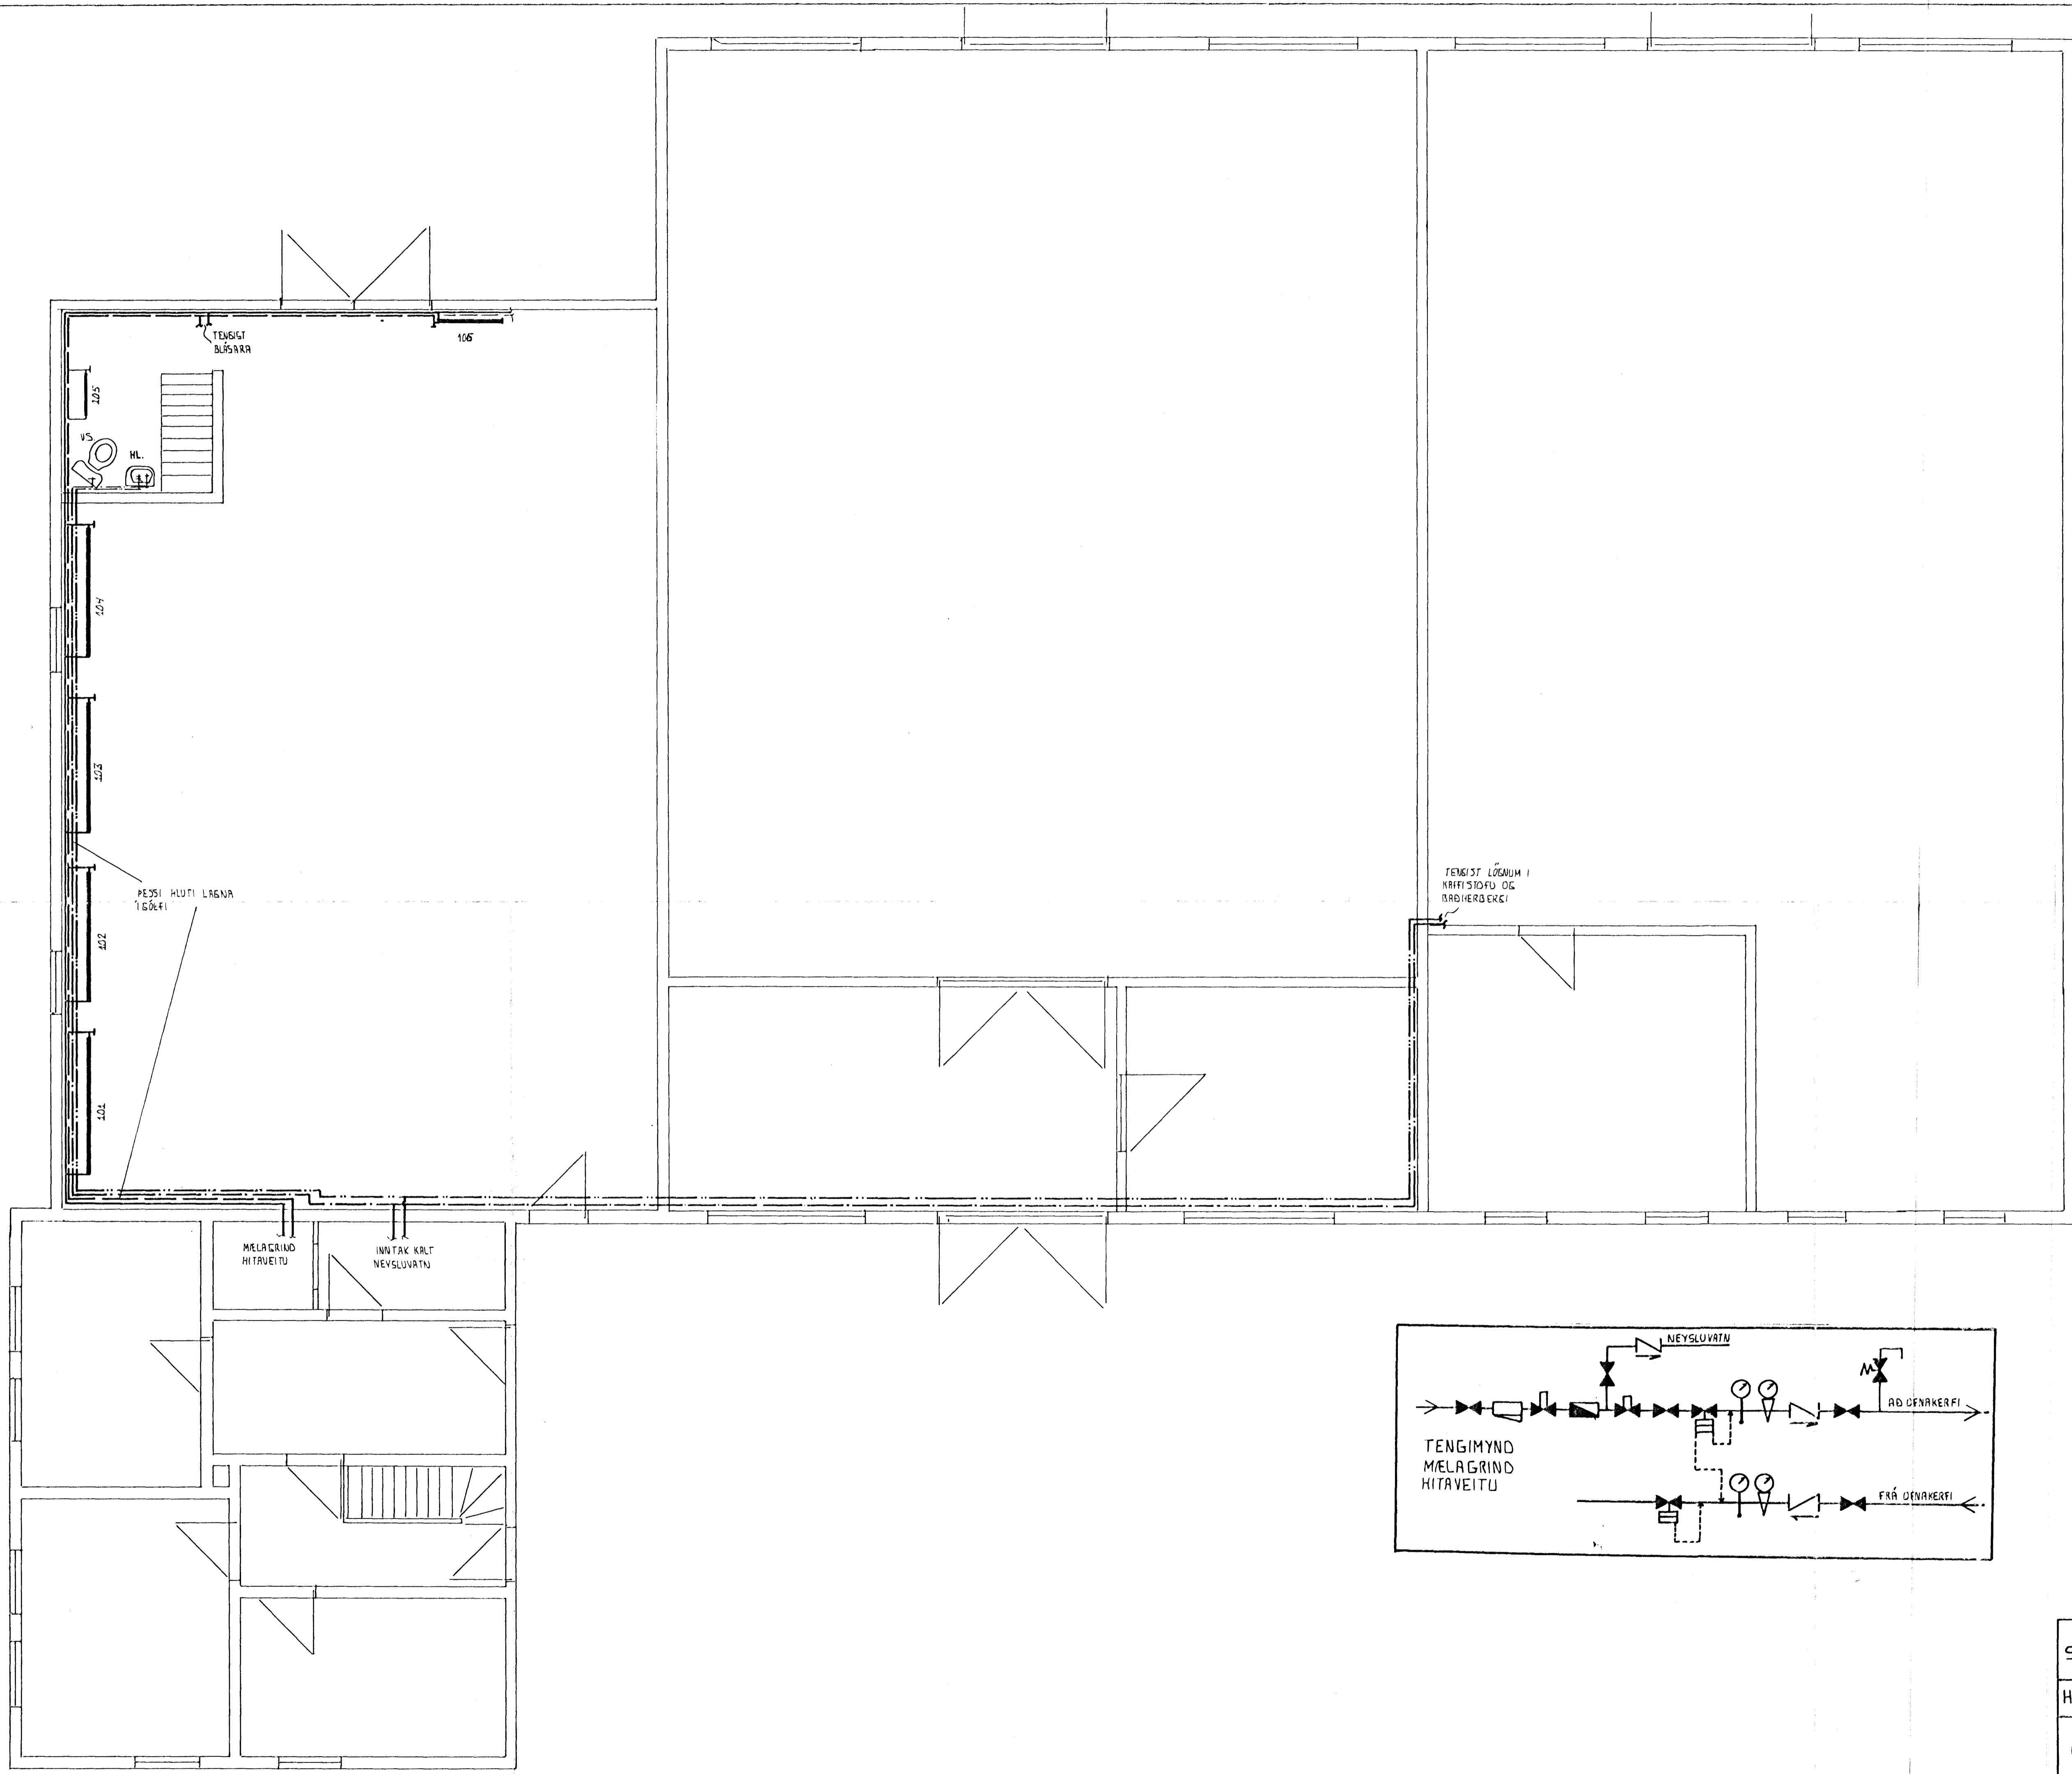 TENGIST
BLÁSARA
106
105
VS.
HL.
104
103
ÞESSI HLUTI LAGNA
Í GÓLFI
102
101
TENGIST LÖGNUM Í
KAFFISTOFU OG
BAÐHERBERGI
MÆLAGRIND
HITAVEITU
INNTAK KALT
NEYSLUVATN
NEYSLUVATN
AÐ OFNAKERFI
TENGIMYND
MÆLAGRIND
HITAVEITU
FRÁ OFNAKERFI
H